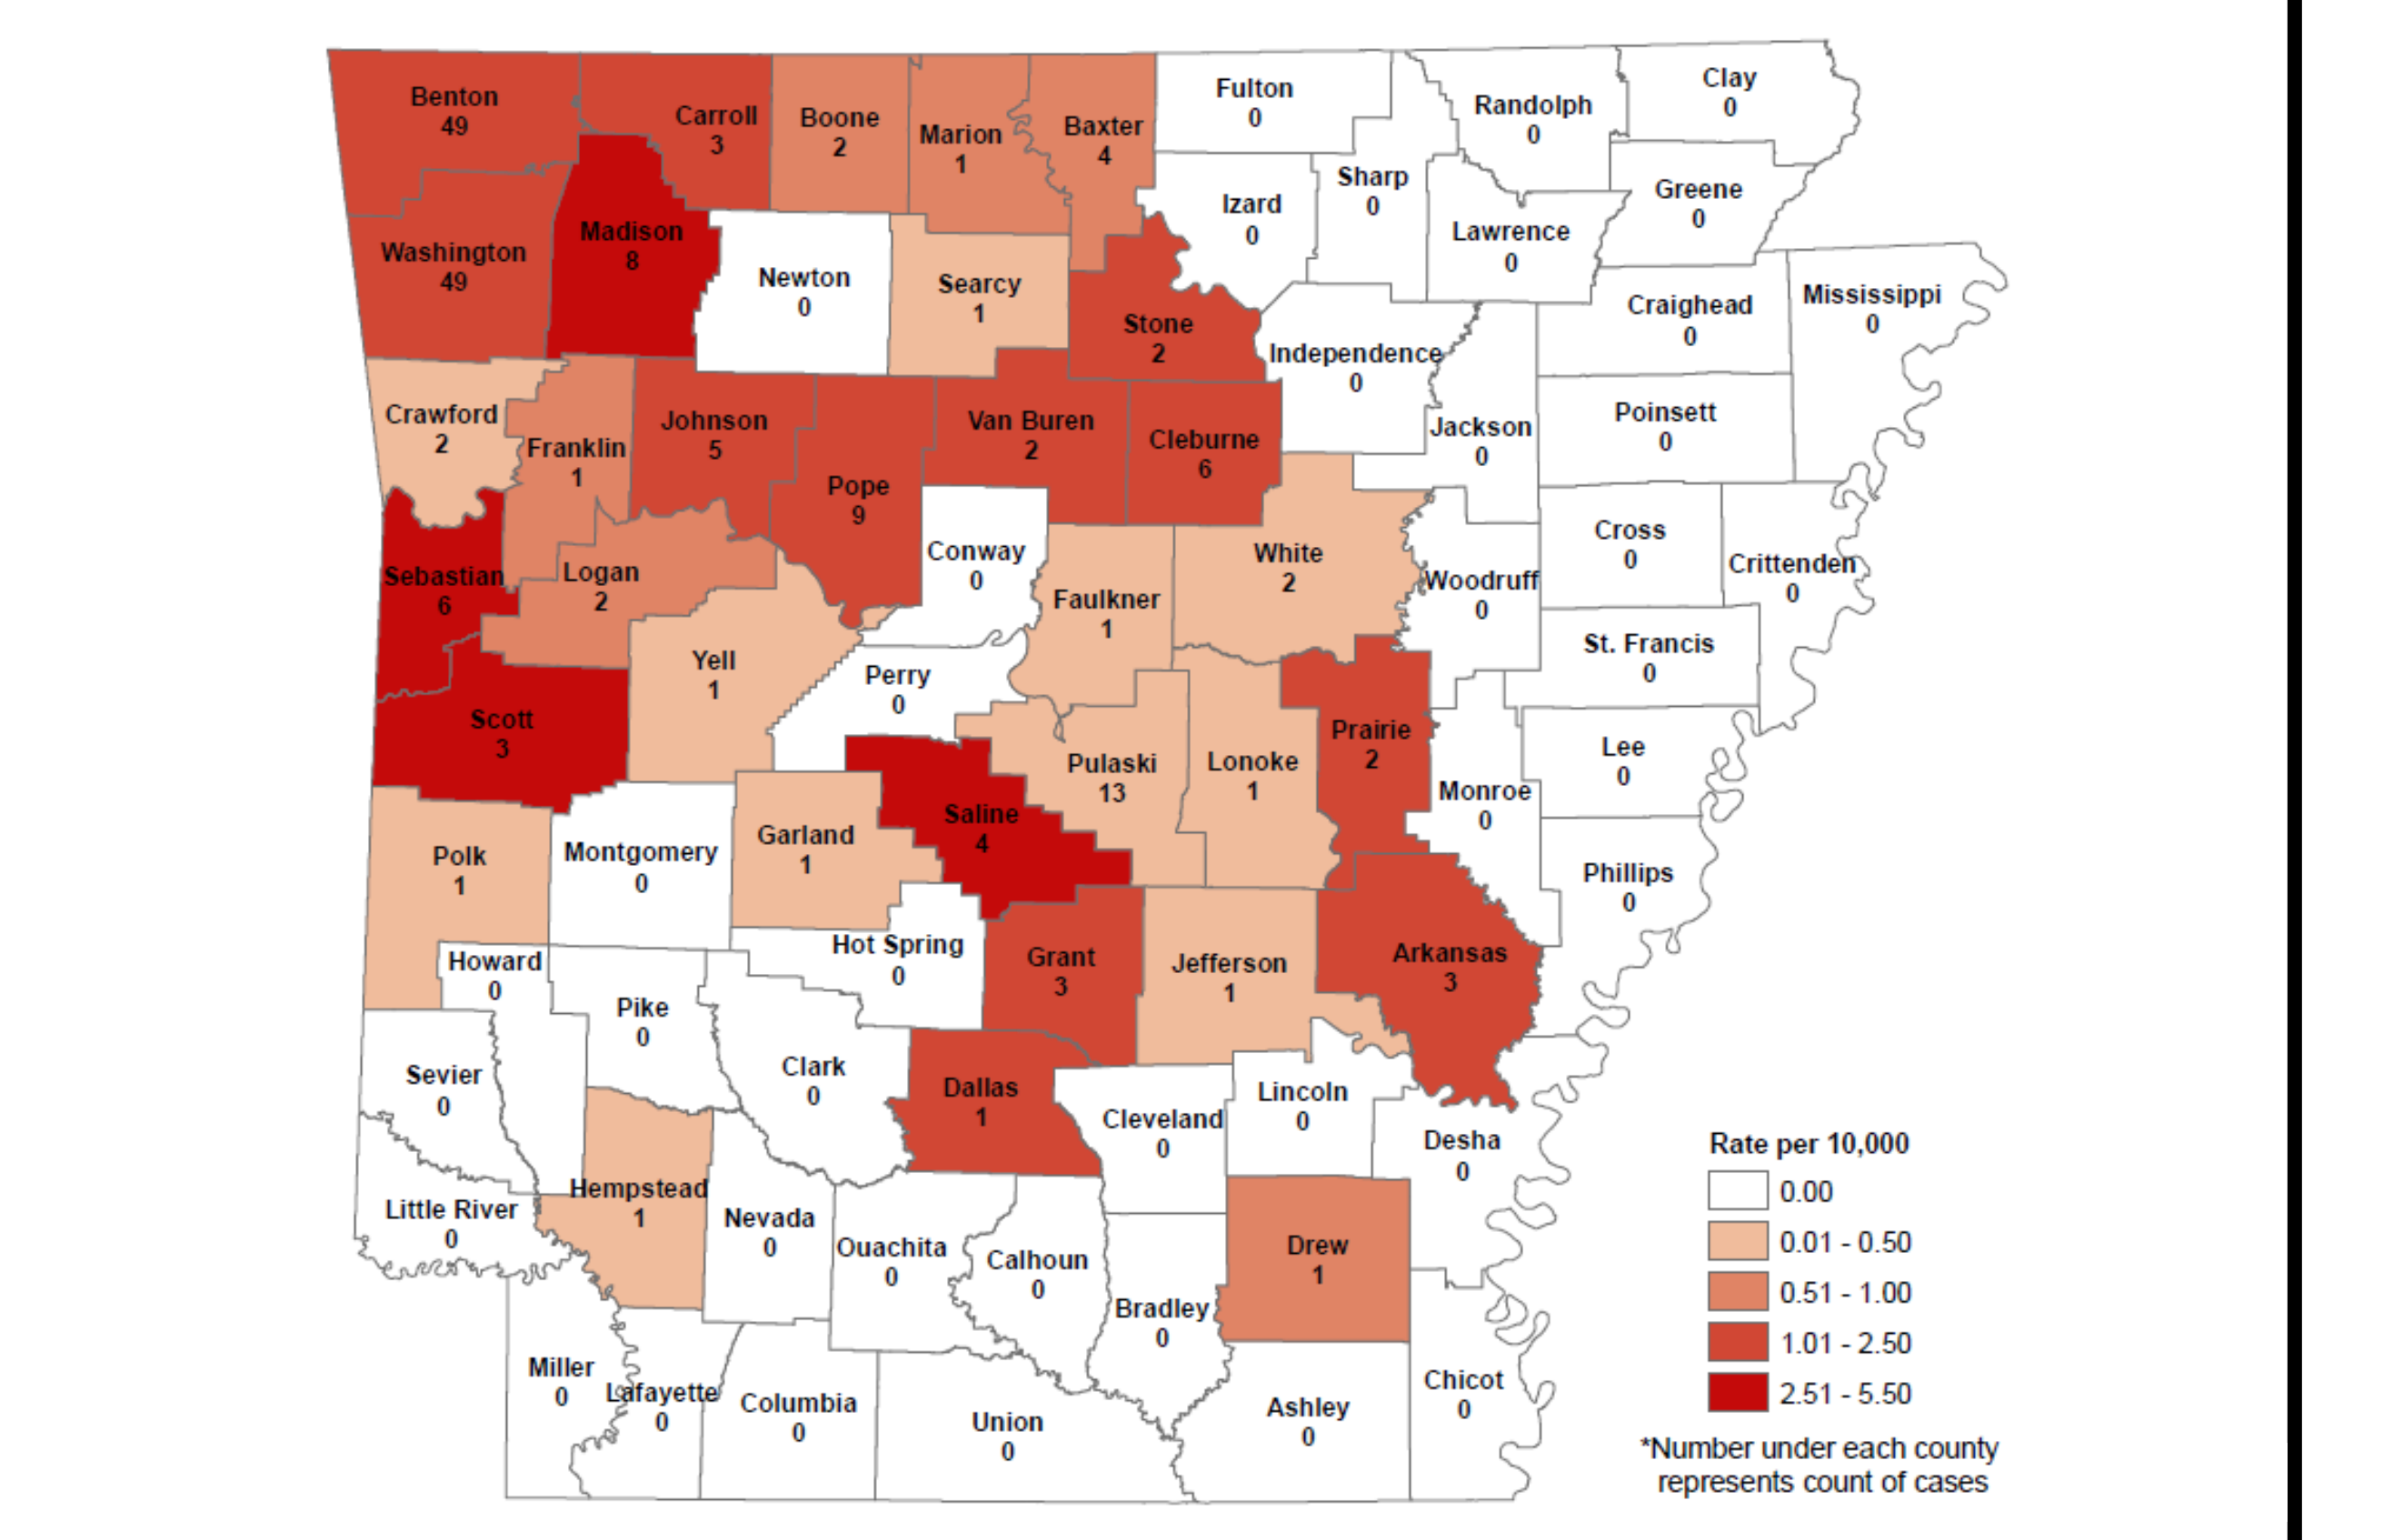 Benton
49
Carroll
3
Boone
2
Marion
1
Baxter
4
Fulton
0
Randolph
0
Clay
0
Washington
49
Madison
8
Newton
0
Searcy
1
Stone
2
Izard
0
Sharp
0
Lawrence
0
Greene
0
Craighead
0
Mississippi
0
Independence
0
Crawford
2
Franklin
1
Johnson
5
Pope
9
Van Buren
2
Cleburne
6
Jackson
0
Poinsett
0
Sebastian
6
Logan
2
Conway
0
Faulkner
1
White
2
Woodruff
0
Cross
0
Crittenden
0
St. Francis
0
Scott
3
Yell
1
Perry
0
Pulaski
13
Lonoke
1
Prairie
2
Monroe
0
Lee
0
Polk
1
Montgomery
0
Garland
1
Saline
4
Phillips
0
Howard
0
Pike
0
Hot Spring
0
Grant
3
Jefferson
1
Arkansas
3
Sevier
0
Clark
0
Dallas
1
Cleveland
0
Lincoln
0
Desha
0
Little River
0
Hempstead
1
Nevada
0
Ouachita
0
Calhoun
0
Bradley
0
Drew
1
Miller
0
Lafayette
0
Columbia
0
Union
0
Ashley
0
Chicot
0
Rate per 10,000
0.00
0.01 - 0.50
0.51 - 1.00
1.01 - 2.50
2.51 - 5.50
*Number under each county
represents count of cases